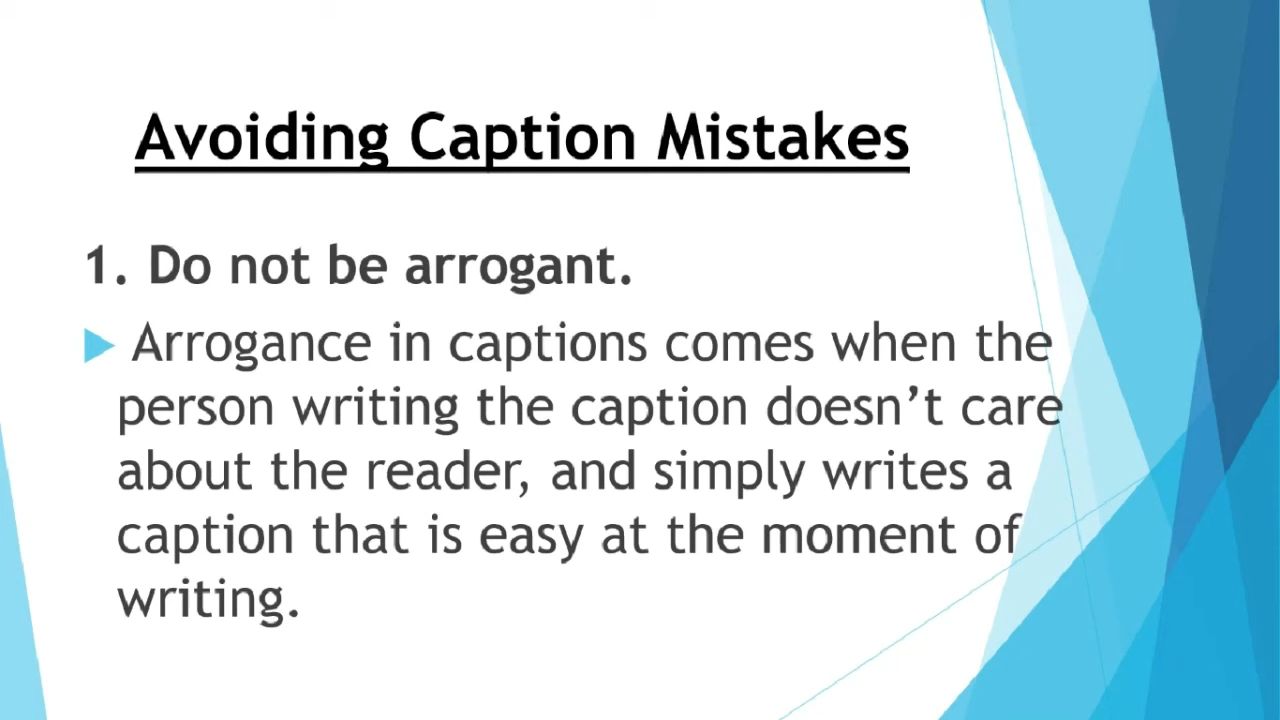 Avoiding Caption Mistakes
1. Do not be arrogant.
Arrogance in captions comes when the
person writing the caption doesn’t care
about the reader, and simply writes a
caption that is easy at the moment of
writing.